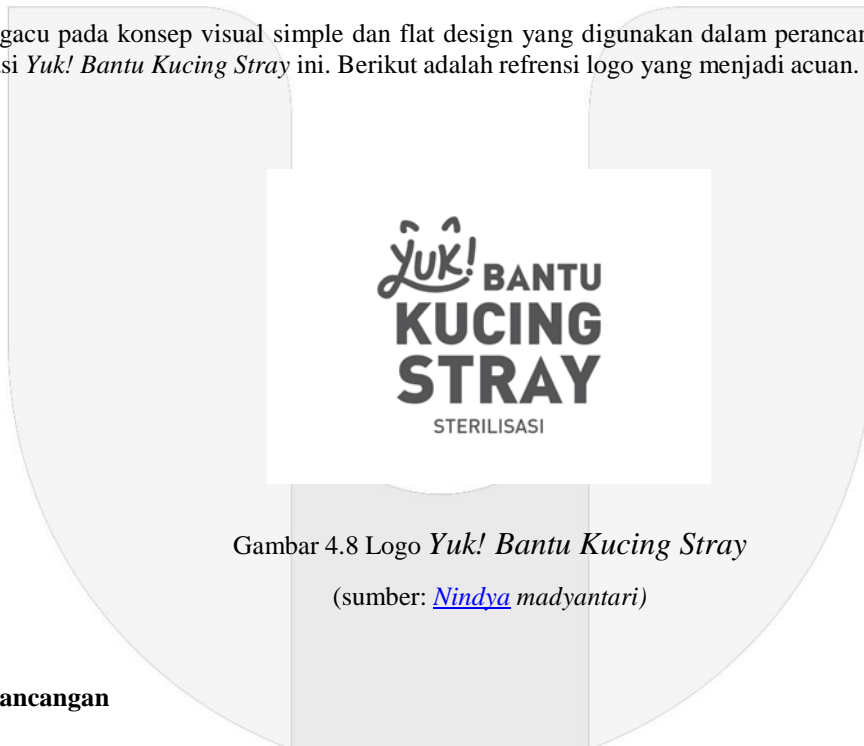 gacu pada konsep visual simple dan flat design yang digunakan dalam perancan
si Yuk! Bantu Kucing Stray ini. Berikut adalah refrensi logo yang menjadi acuan.
Yuk! BANTU
KUCING
STRAY
STERILISASI
Gambar 4.8 Logo Yuk! Bantu Kucing Stray
(sumber: Nindya madyantari)
ancangan